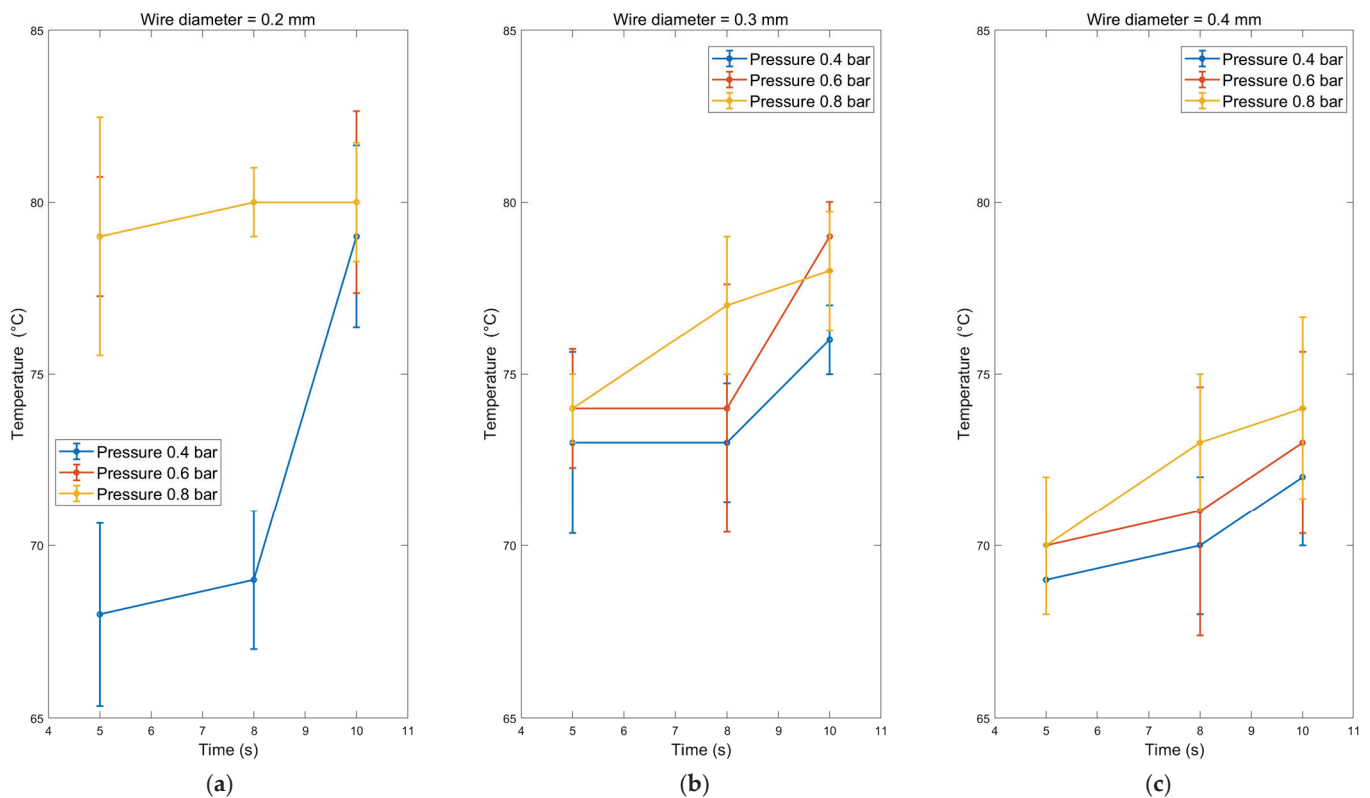 Wire diameter = 0.2 mm
85
80
75
70
65
4 5 6 7 8 9 10 11
Temperature (°C)
Time (s)
Pressure 0.4 bar
Pressure 0.6 bar
Pressure 0.8 bar
(a)
Wire diameter = 0.3 mm
85
80
75
70
65
4 5 6 7 8 9 10 11
Temperature (°C)
Time (s)
Pressure 0.4 bar
Pressure 0.6 bar
Pressure 0.8 bar
(b)
Wire diameter = 0.4 mm
85
80
75
70
65
4 5 6 7 8 9 10 11
Temperature (°C)
Time (s)
Pressure 0.4 bar
Pressure 0.6 bar
Pressure 0.8 bar
(c)